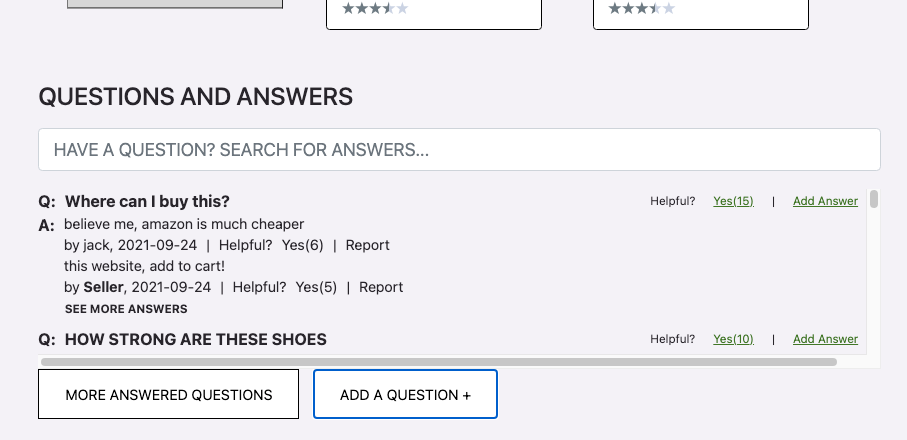 QUESTIONS AND ANSWERS
HAVE A QUESTION? SEARCH FOR ANSWERS...
Q: Where can I buy this? Helpful? Yes(15) | Add Answer
A: believe me, amazon is much cheaper
by jack, 2021-09-24 | Helpful? Yes(6) | Report
this website, add to cart!
by Seller, 2021-09-24 | Helpful? Yes(5) | Report
SEE MORE ANSWERS
Q: HOW STRONG ARE THESE SHOES Helpful? Yes(10) | Add Answer
MORE ANSWERED QUESTIONS ADD A QUESTION +